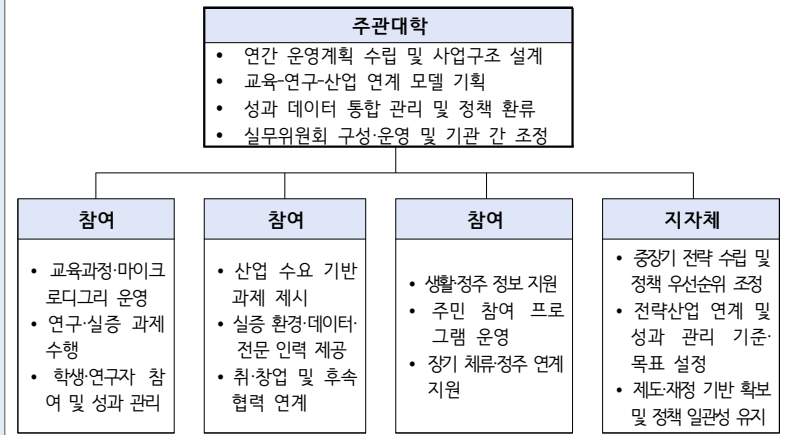 주관대학
• 연간 운영계획 수립 및 사업구조 설계
• 교육-연구-산업 연계 모델 기획
• 성과 데이터 통합 관리 및 정책 환류
• 실무위원회 구성·운영 및 기관 간 조정
참여
• 교육과정·마이크
로디그리 운영
• 연구·실증 과제
수행
• 학생·연구자 참
여 및 성과 관리
참여
• 산업 수요 기반
과제 제시
• 실증 환경·데이터·
전문 인력 제공
• 취·창업 및 후속
협력 연계
참여
• 생활·정주 정보 지원
• 주민 참여 프로
그램 운영
• 장기 체류·정주 연계
지원
지자체
• 중장기 전략 수립 및
정책 우선순위 조정
• 전략산업 연계 및
성과 관리 기준·
목표 설정
• 제도·재정 기반 확보
및 정책 일관성 유지